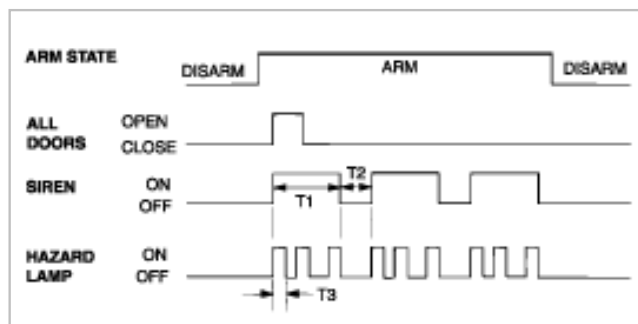 ARM STATE
DISARM ARM DISARM
ALL DOORS OPEN
CLOSE
SIREN ON
OFF
T1
T2
HAZARD LAMP ON
OFF
T3